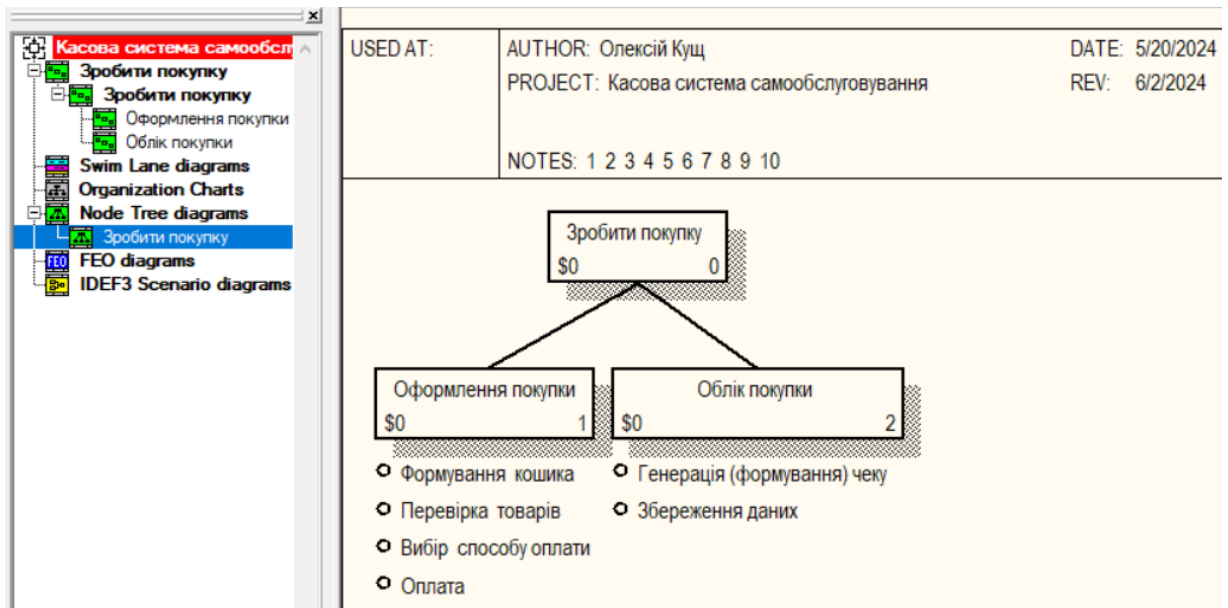 Касова система самообсл
Зробити покупку
Зробити покупку
Оформлення покупки
Облік покупки
Swim Lane diagrams
Organization Charts
Node Tree diagrams
Зробити покупку
FEO diagrams
IDEF3 Scenario diagrams
USED AT:
AUTHOR: Олексій Кущ
DATE: 5/20/2024
PROJECT: Касова система самообслуговування
REV: 6/2/2024
NOTES: 1 2 3 4 5 6 7 8 9 10
Зробити покупку
$0 0
Оформлення покупки
$0 1
Облік покупки
$0 2
Формування кошика
Перевірка товарів
Вибір способу оплати
Оплата
Генерація (формування) чеку
Збереження даних